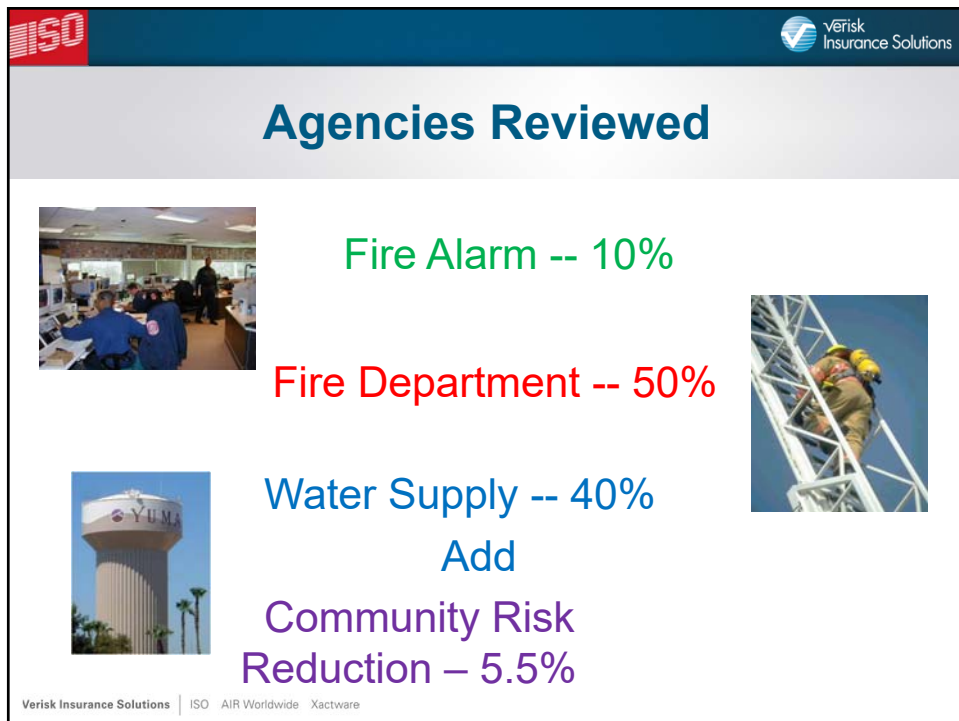 ISO
Verisk
Insurance Solutions
Agencies Reviewed
Fire Alarm -- 10%
Fire Department -- 50%
YUMA
Water Supply -- 40%
Add
Community Risk
Reduction – 5.5%
Verisk Insurance Solutions | ISO AIR Worldwide Xactware